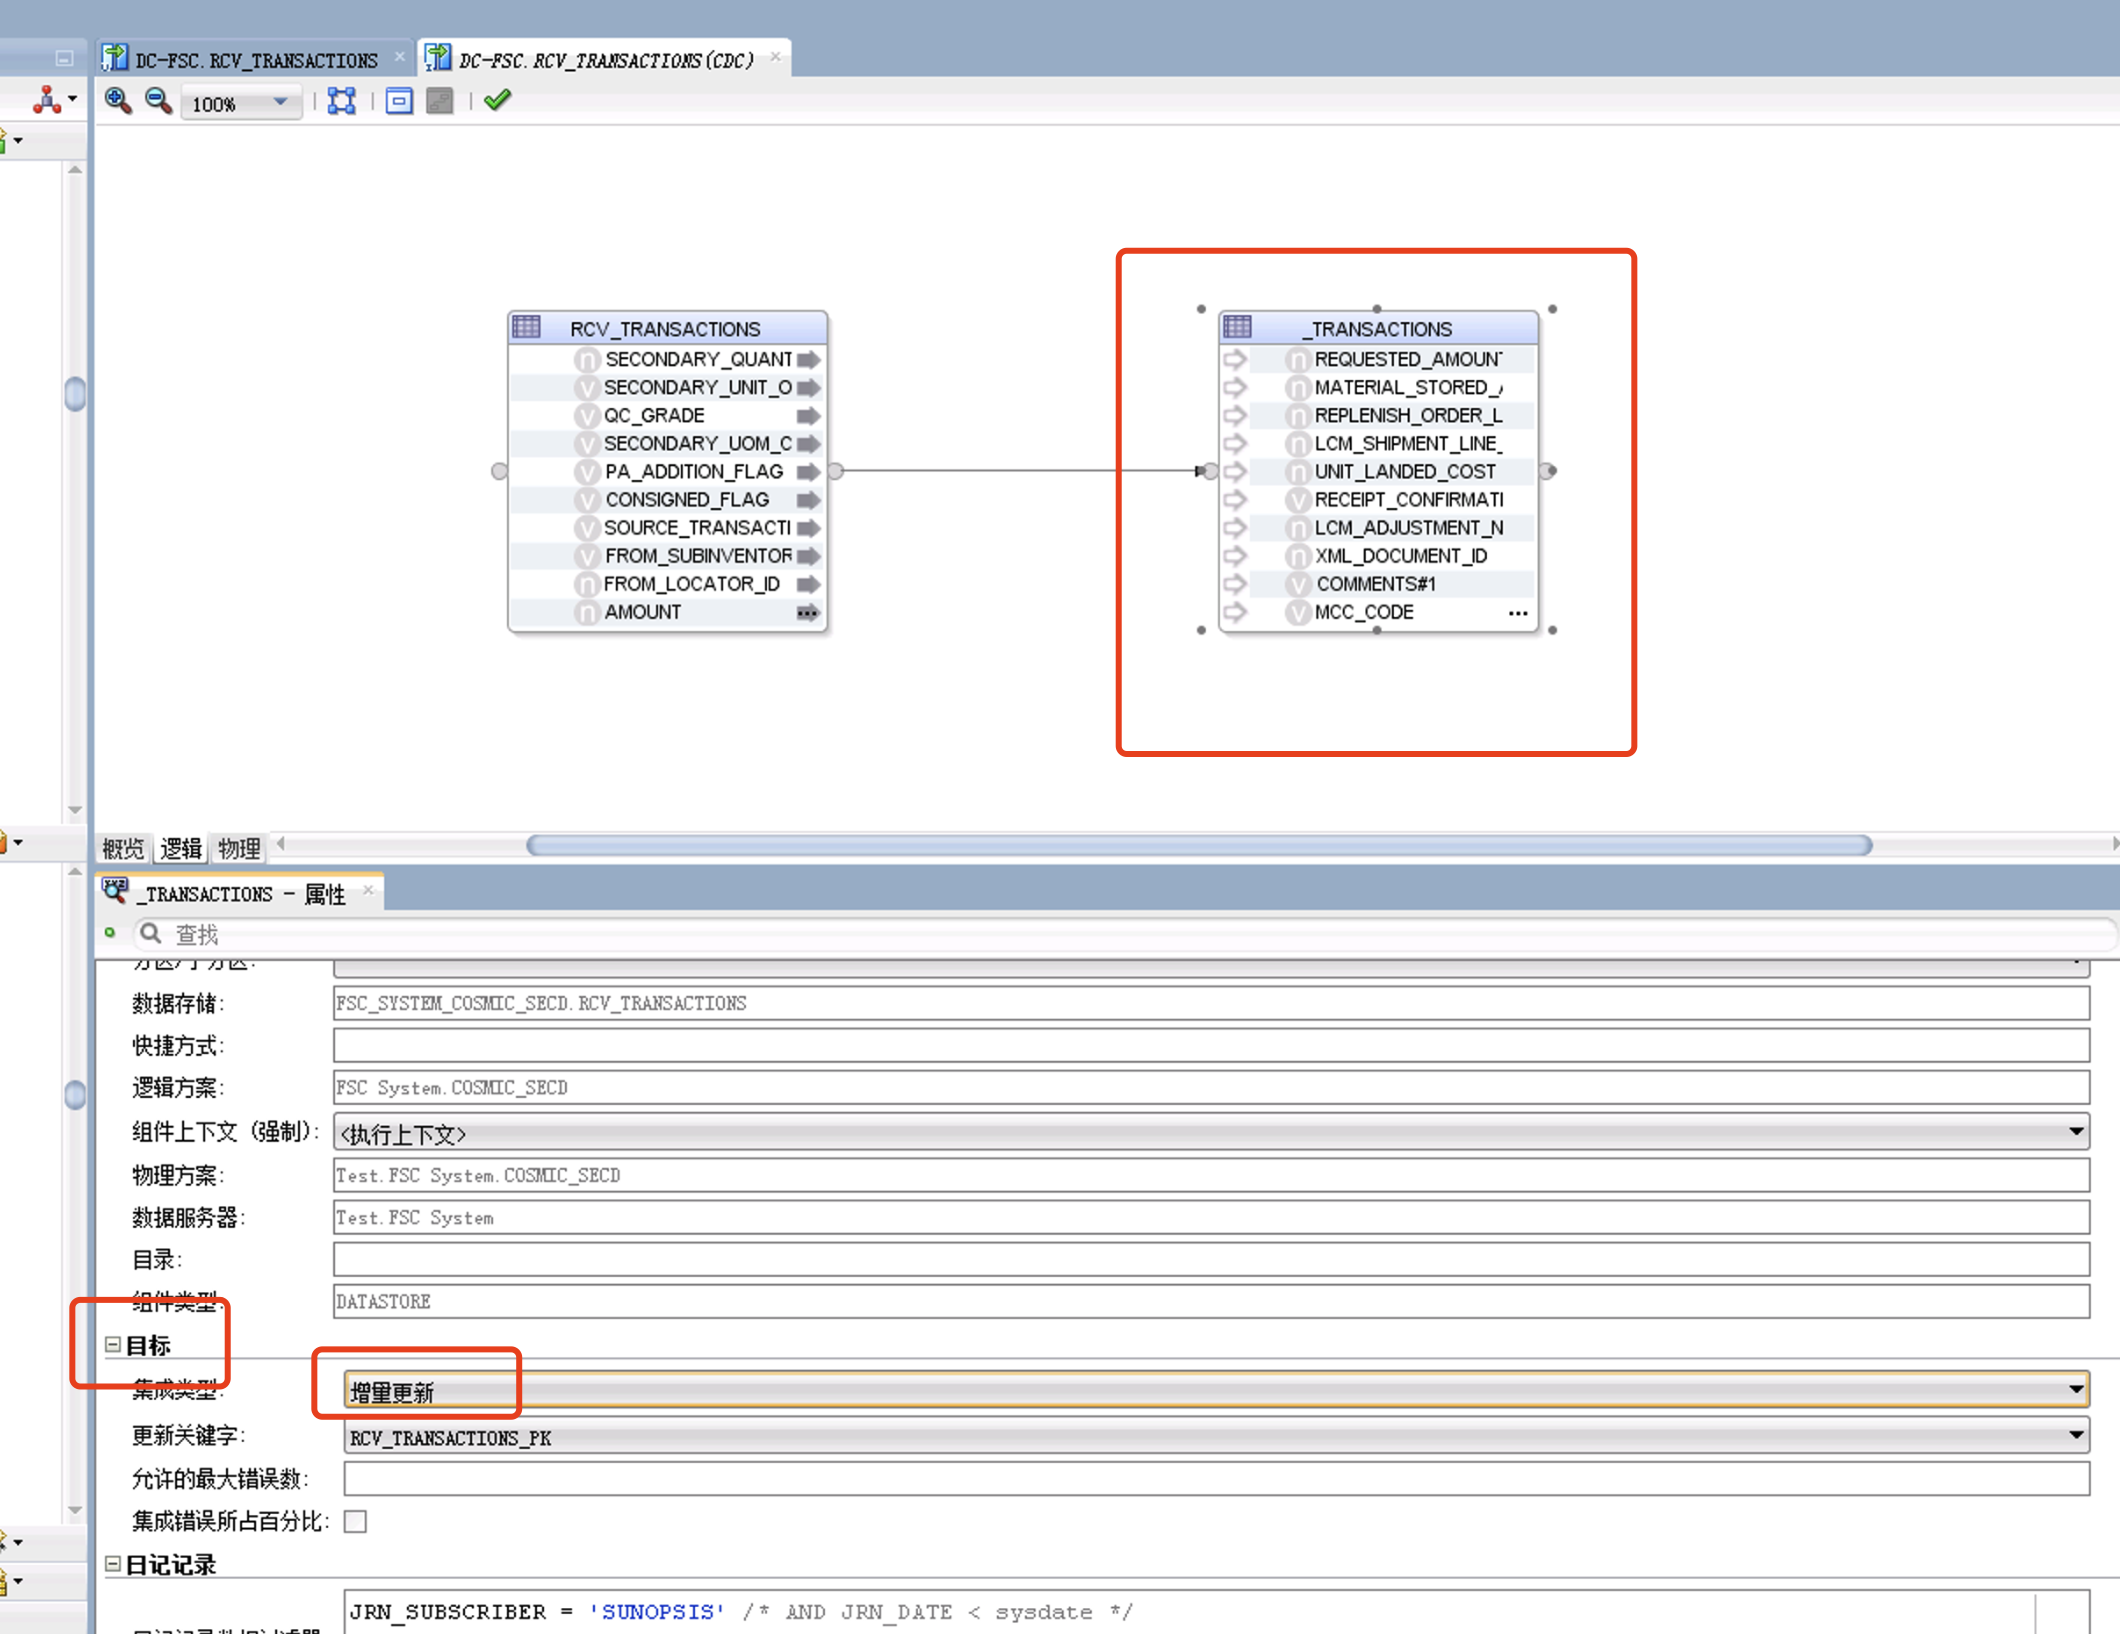 DC-FSC.RCV_TRANSACTIONS
DC-FSC.RCV_TRANSACTIONS(CDC)
100%
RCV_TRANSACTIONS
SECONDARY_QUANT
SECONDARY_UNIT_O
QC_GRADE
SECONDARY_UOM_C
PA_ADDITION_FLAG
CONSIGNED_FLAG
SOURCE_TRANSACTI
FROM_SUBINVENTOR
FROM_LOCATOR_ID
AMOUNT
_TRANSACTIONS
REQUESTED_AMOUNT
MATERIAL_STORED_
REPLENISH_ORDER_L
LCM_SHIPMENT_LINE_
UNIT_LANDED_COST
RECEIPT_CONFIRMATI
LCM_ADJUSTMENT_N
XML_DOCUMENT_ID
COMMENTS#1
MCC_CODE
概览 逻辑 物理
_TRANSACTIONS - 属性
查找
分区/子分区:
数据存储: FSC_SYSTEM_COSMIC_SECD.RCV_TRANSACTIONS
快捷方式:
逻辑方案: FSC System.COSMIC_SECD
组件上下文 (强制): <执行上下文>
物理方案: Test.FSC System.COSMIC_SECD
数据服务器: Test.FSC System
目录:
组件类型: DATASTORE
目标
集成类型: 增量更新
更新关键字: RCV_TRANSACTIONS_PK
允许的最大错误数:
集成错误所占百分比:
日记记录
JRN_SUBSCRIBER = 'SUNOPSIS' /* AND JRN_DATE < sysdate */